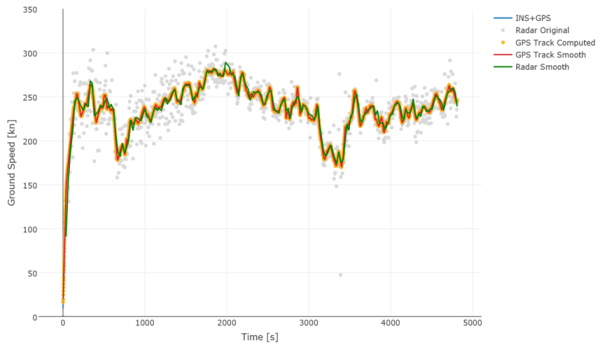 350
300
250
200
150
100
50
0
Ground Speed [kn]
0 1000 2000 3000 4000 5000
Time [s]
INS+GPS
Radar Original
GPS Track Computed
GPS Track Smooth
Radar Smooth